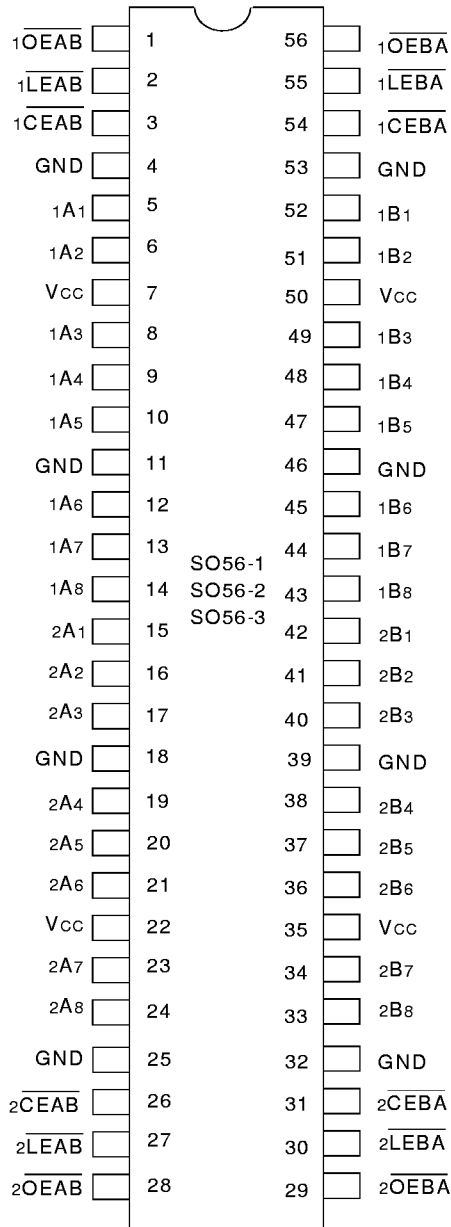 1OEAB 1 56 1OEBA
1LEAB 2 55 1LEBA
1CEAB 3 54 1CEBA
GND 4 53 GND
1A1 5 52 1B1
1A2 6 51 1B2
VCC 7 50 VCC
1A3 8 49 1B3
1A4 9 48 1B4
1A5 10 47 1B5
GND 11 46 GND
1A6 12 45 1B6
1A7 13 44 1B7
SO56-1
1A8 14 SO56-2 43 1B8
SO56-3
2A1 15 42 2B1
2A2 16 41 2B2
2A3 17 40 2B3
GND 18 39 GND
2A4 19 38 2B4
2A5 20 37 2B5
2A6 21 36 2B6
VCC 22 35 VCC
2A7 23 34 2B7
2A8 24 33 2B8
GND 25 32 GND
2CEAB 26 31 2CEBA
2LEAB 27 30 2LEBA
2OEAB 28 29 2OEBA